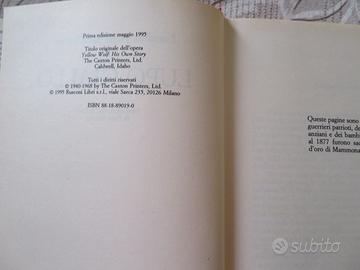 Prima edizione maggio 1995
Titolo originale dell'opera
Yellow Wolf: His Own Story
The Caxton Printers, Ltd.
Caldwell, Idaho
Tutti i diritti riservati
© 1940-1968 by The Caxton Printers, Ltd.
© 1995 Rusconi Libri s.r.l., viale Sarca 235, 20126 Milano
ISBN 88-18-89019-0
Queste pagine sono
guerrieri patrioti, de
anziani e dei bamb
al 1877 furono sac
d'oro di Mammona
subito